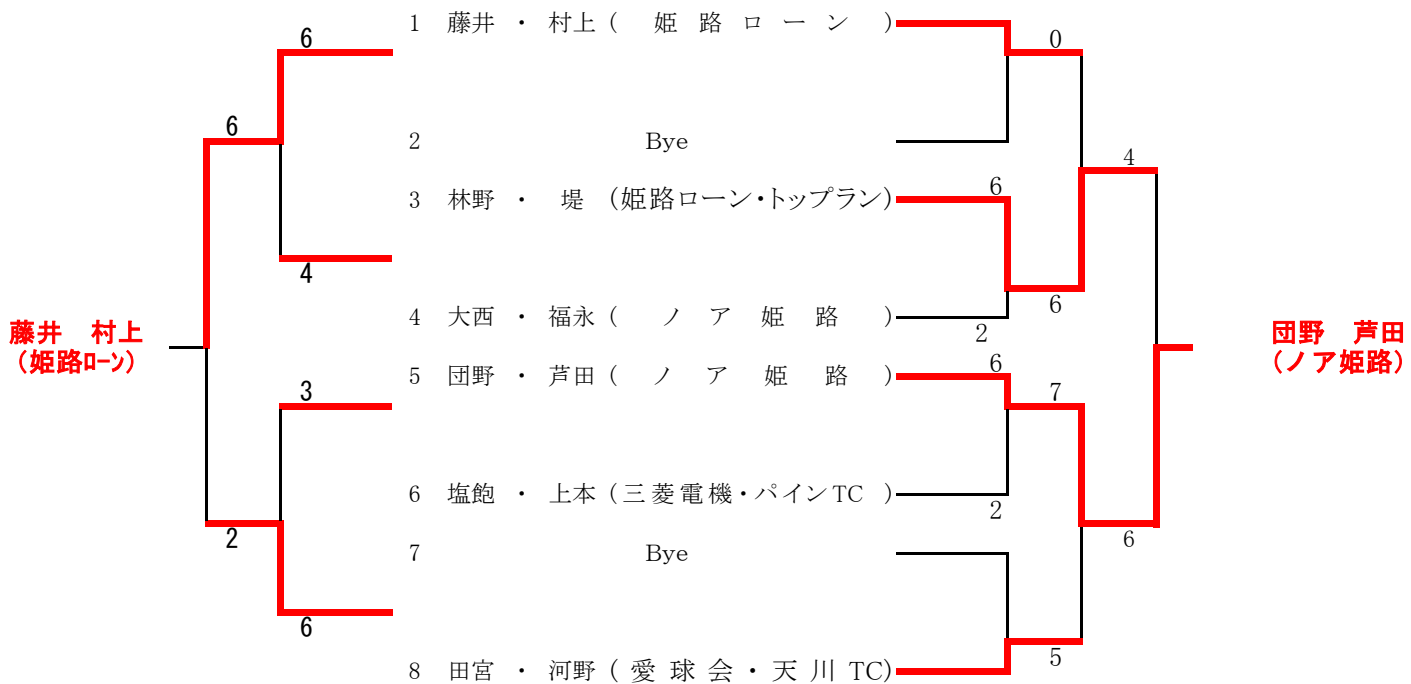 1 藤井 ・ 村上 ( 姫 路 ロ ー ン )
6
0
6
2 Bye
4
3 林野 ・ 堤 (姫路ローン・トップラン)
6
4
6
4 大西 ・ 福永 ( ノ ア 姫 路 )
2
藤井 村上
(姫路ローン)
団野 芦田
(ノア姫路)
5 団野 ・ 芦田 ( ノ ア 姫 路 )
6
3
7
6 塩飽 ・ 上本 (三菱電機・パインTC )
2
2
6
7 Bye
6
5
8 田宮 ・ 河野 ( 愛 球 会 ・ 天 川 TC)